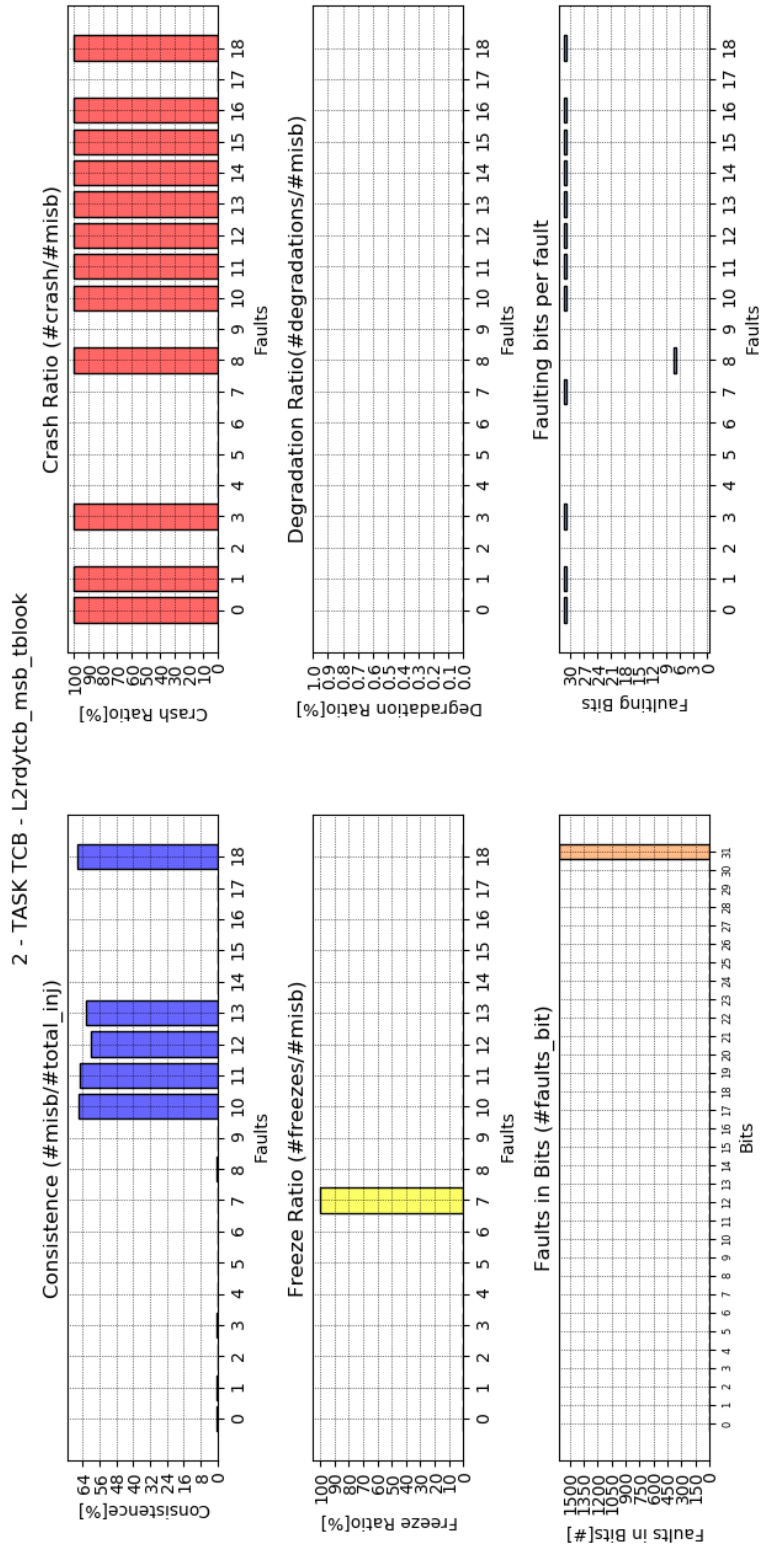 2 - TASK TCB - L2rdytcb_msb_tblook
Consistence (#misb/#total_inj)
Consistence[%]
64
56
48
40
32
24
16
8
0
0 1 2 3 4 5 6 7 8 9 10 11 12 13 14 15 16 17 18
Faults
Crash Ratio (#crash/#misb)
Crash Ratio[%]
100
90
80
70
60
50
40
30
20
10
0
0 1 2 3 4 5 6 7 8 9 10 11 12 13 14 15 16 17 18
Faults
Freeze Ratio (#freezes/#misb)
Freeze Ratio[%]
100
90
80
70
60
50
40
30
20
10
0
0 1 2 3 4 5 6 7 8 9 10 11 12 13 14 15 16 17 18
Faults
Degradation Ratio(#degradations/#misb)
Degradation Ratio[%]
1.0
0.9
0.8
0.7
0.6
0.5
0.4
0.3
0.2
0.1
0.0
0 1 2 3 4 5 6 7 8 9 10 11 12 13 14 15 16 17 18
Faults
Faults in Bits (#faults_bit)
Faults in Bits[#]
1500
1350
1200
1050
900
750
600
450
300
150
0
0 1 2 3 4 5 6 7 8 9 10 11 12 13 14 15 16 17 18 19 20 21 22 23 24 25 26 27 28 29 30 31
Bits
Faulting bits per fault
Faulting Bits
30
27
24
21
18
15
12
9
6
3
0
0 1 2 3 4 5 6 7 8 9 10 11 12 13 14 15 16 17 18
Faults